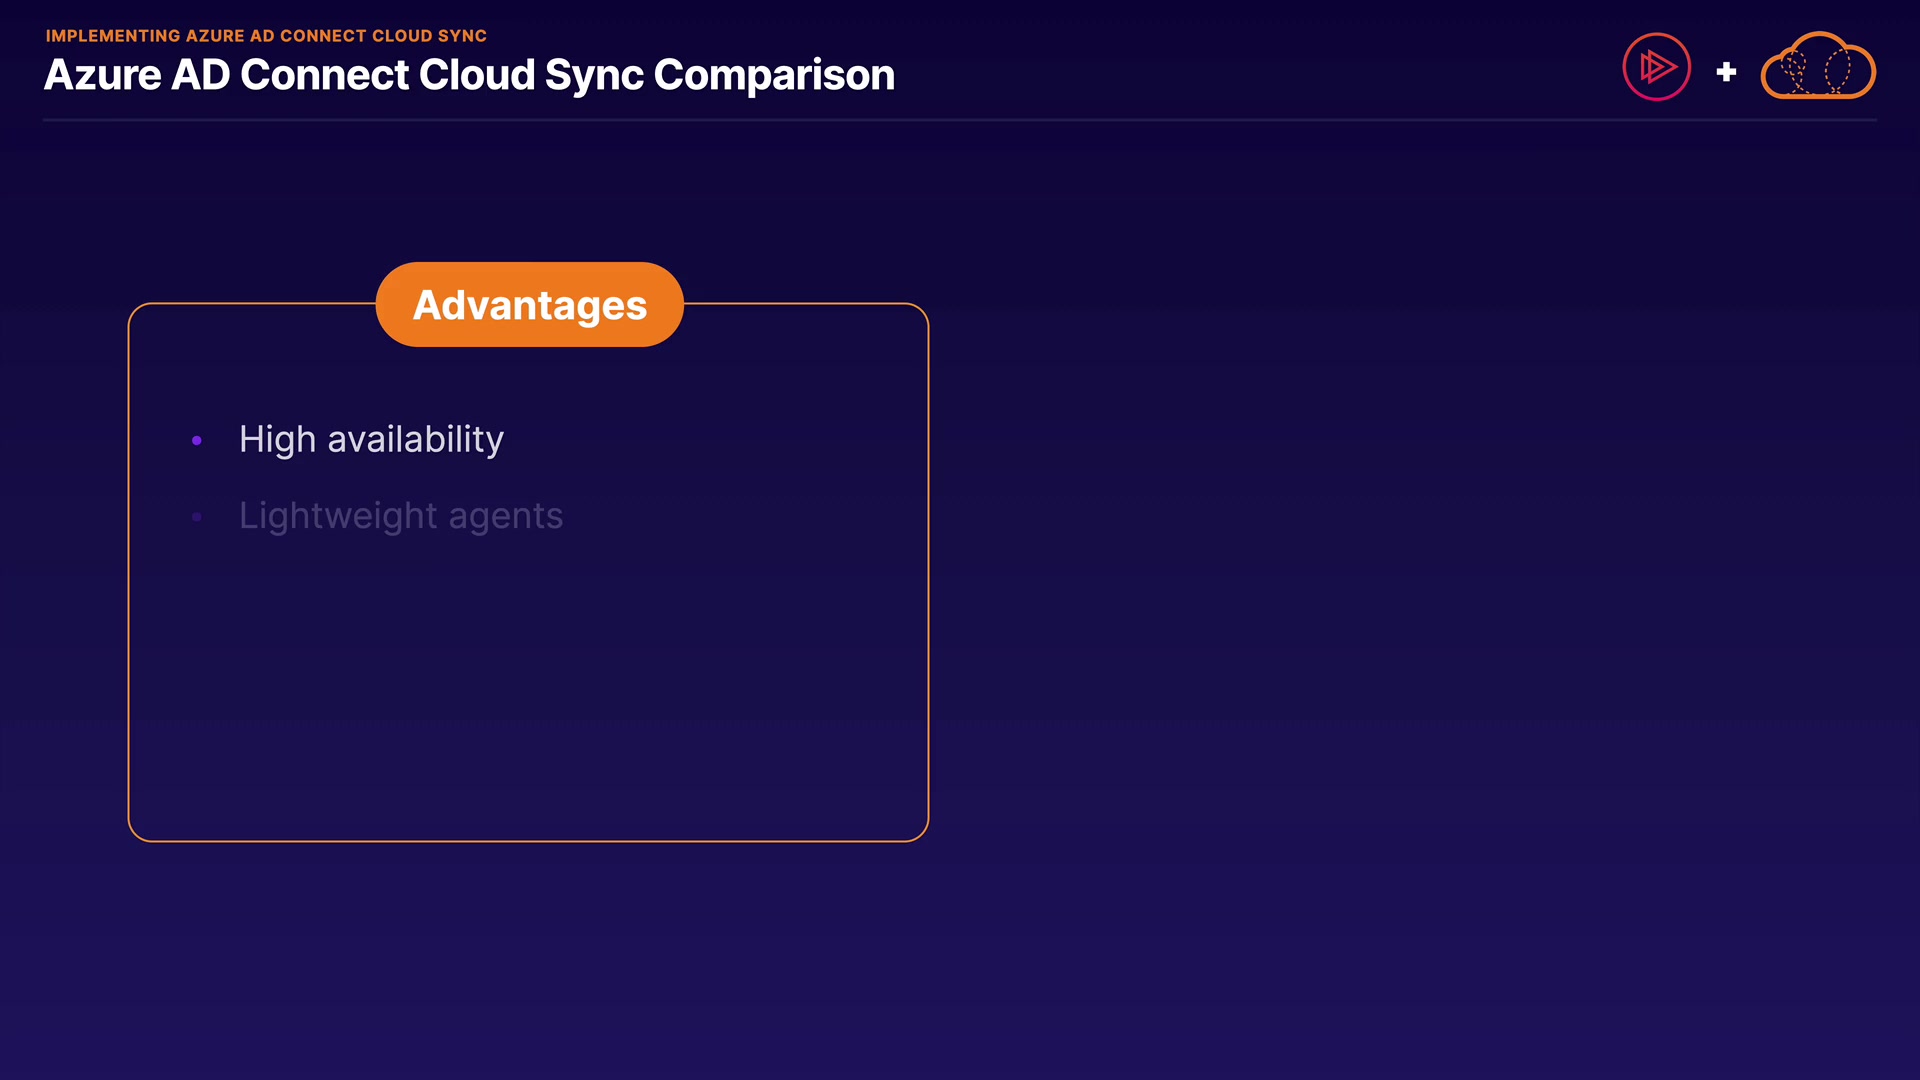 IMPLEMENTING AZURE AD CONNECT CLOUD SYNC
Azure AD Connect Cloud Sync Comparison
+
Advantages
• High availability
• Lightweight agents